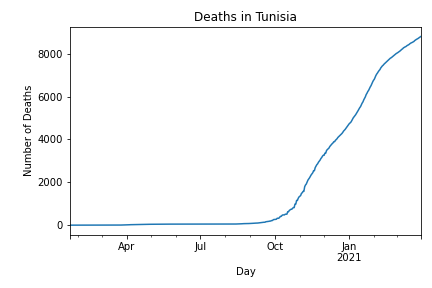 Deaths in Tunisia
8000
6000
4000
2000
0
Number of Deaths
Apr
Jul
Oct
Jan
2021
Day